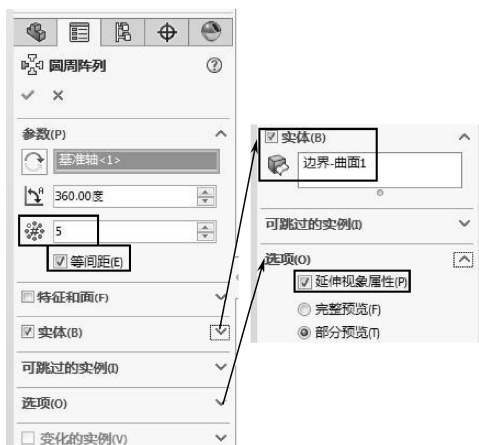 圆周阵列
参数(P)
基准轴<1>
360.00度
5
等间距(E)
特征和面(F)
实体(B)
可跳过的实例(I)
选项(O)
变化的实例(V)
实体(B)
边界-曲面1
可跳过的实例(I)
选项(O)
延伸视象属性(P)
完整预览(F)
部分预览(T)